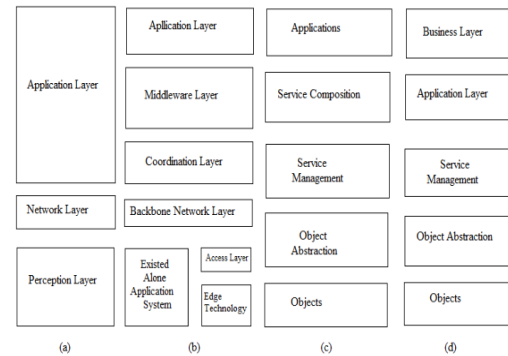 Application Layer
Network Layer
Perception Layer
(a)
Apllication Layer
Middleware Layer
Coordination Layer
Backbone Network Layer
Existed
Alone
Application
System
Access Layer
Edge
Technology
(b)
Applications
Service Composition
Service
Management
Object
Abstraction
Objects
(c)
Business Layer
Application Layer
Service
Management
Object Abstraction
Objects
(d)